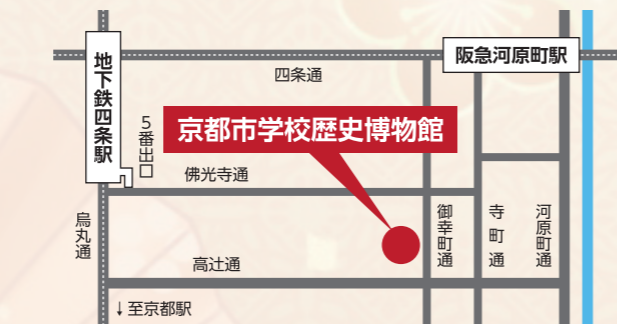 阪急河原町駅
地下鉄四条駅
四条通
5番出口
京都市学校歴史博物館
佛光寺通
烏丸通
御幸町通
寺町通
河原町通
高辻通
↓至京都駅